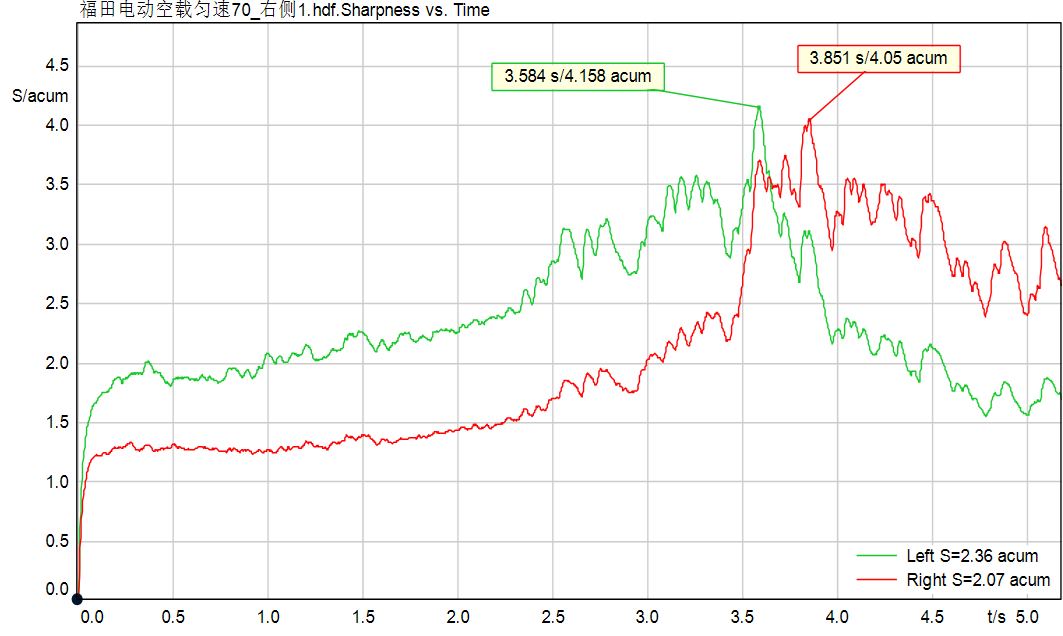 福田电动空载匀速70_右侧1.hdf.Sharpness vs. Time
4.5
S/acum
4.0
3.5
3.0
2.5
2.0
1.5
1.0
0.5
0.0
3.584 s/4.158 acum
3.851 s/4.05 acum
Left S=2.36 acum
Right S=2.07 acum
0.0 0.5 1.0 1.5 2.0 2.5 3.0 3.5 4.0 4.5 t/s 5.0